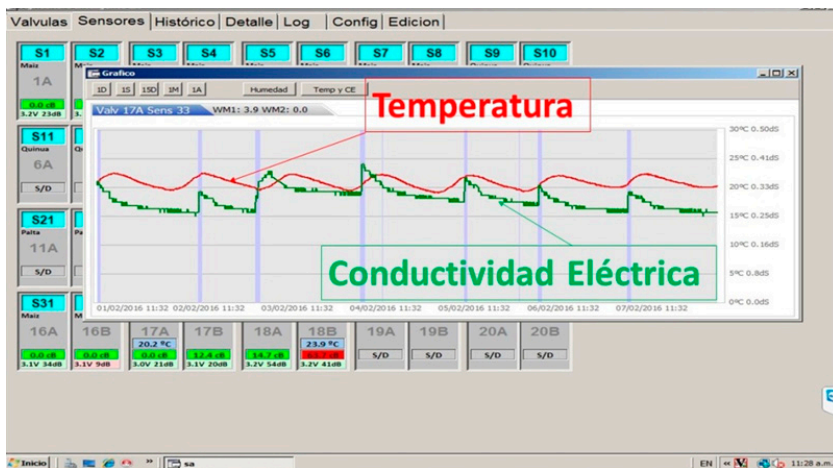 Valvulas Sensores Histórico Detalle Log Config Edicion
S1 S2 S3 S4 S5 S6 S7 S8 S9 S10
Maiz
1A
0.0 cB
3.2V 23dB
Grafico
1D 1S 15D 1M 1A Humedad Temp y CE
Valv 17A Sens 33 WM1: 3.9 WM2: 0.0
Temperatura
30ºC 0.50dS
25ºC 0.41dS
20ºC 0.33dS
15ºC 0.25dS
10ºC 0.16dS
5ºC 0.8dS
0ºC 0.0dS
Conductividad Eléctrica
01/02/2016 11:32 02/02/2016 11:32 03/02/2016 11:32 04/02/2016 11:32 05/02/2016 11:32 06/02/2016 11:32 07/02/2016 11:32
S11
Quinua
6A
S/D
S21
Palta
11A
S/D
S31
Maiz
16A 16B 17A 17B 18A 18B 19A 19B 20A 20B
20.2 ºC 23.9 ºC
0.0 cB 0.0 cB 0.0 cB 12.4 cB 14.7 cB S/D S/D S/D S/D
3.1V 34dB 3.1V 9dB 3.0V 21dB 3.1V 20dB 3.2V 54dB 3.2V 41dB
Inicio sa EN 11:28 a.m.